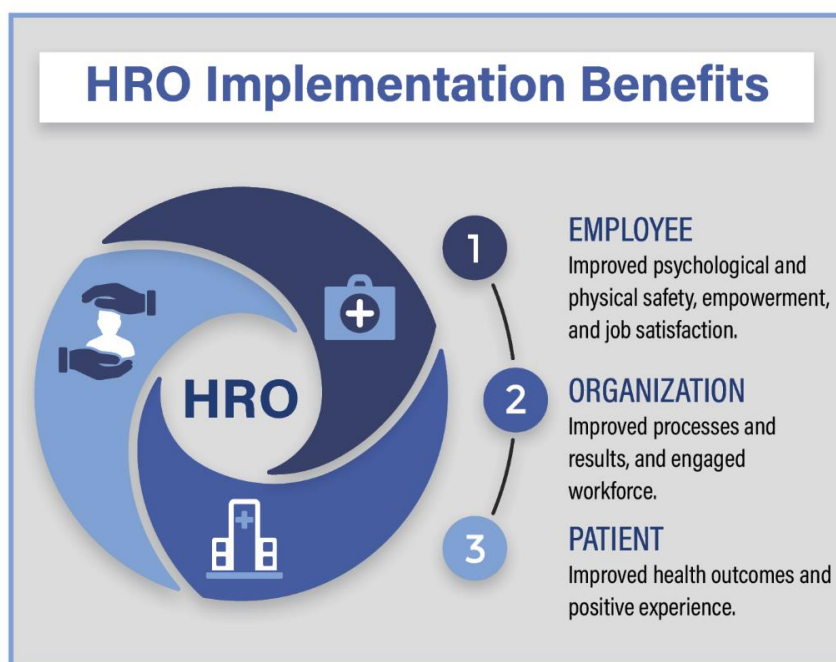 HRO Implementation Benefits
HRO
1
EMPLOYEE
Improved psychological and
physical safety, empowerment,
and job satisfaction.
2
ORGANIZATION
Improved processes and
results, and engaged
workforce.
3
PATIENT
Improved health outcomes and
positive experience.